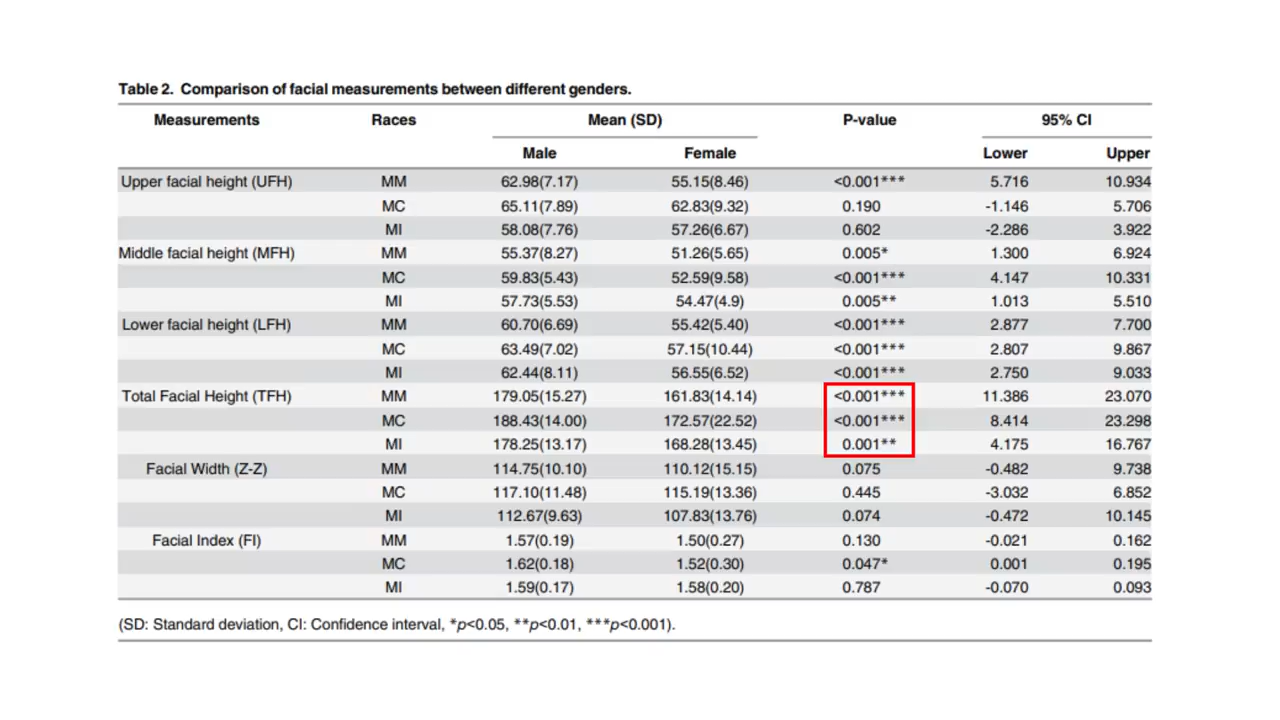 Table 2. Comparison of facial measurements between different genders.
Measurements Races Mean (SD) P-value 95% CI
Male Female Lower Upper
Upper facial height (UFH) MM 62.98(7.17) 55.15(8.46) <0.001*** 5.716 10.934
MC 65.11(7.89) 62.83(9.32) 0.190 -1.146 5.706
MI 58.08(7.76) 57.26(6.67) 0.602 -2.286 3.922
Middle facial height (MFH) MM 55.37(8.27) 51.26(5.65) 0.005* 1.300 6.924
MC 59.83(5.43) 52.59(9.58) <0.001*** 4.147 10.331
MI 57.73(5.53) 54.47(4.9) 0.005** 1.013 5.510
Lower facial height (LFH) MM 60.70(6.69) 55.42(5.40) <0.001*** 2.877 7.700
MC 63.49(7.02) 57.15(10.44) <0.001*** 2.807 9.867
MI 62.44(8.11) 56.55(6.52) <0.001*** 2.750 9.033
Total Facial Height (TFH) MM 179.05(15.27) 161.83(14.14) <0.001*** 11.386 23.070
MC 188.43(14.00) 172.57(22.52) <0.001*** 8.414 23.298
MI 178.25(13.17) 168.28(13.45) 0.001** 4.175 16.767
Facial Width (Z-Z) MM 114.75(10.10) 110.12(15.15) 0.075 -0.482 9.738
MC 117.10(11.48) 115.19(13.36) 0.445 -3.032 6.852
MI 112.67(9.63) 107.83(13.76) 0.074 -0.472 10.145
Facial Index (FI) MM 1.57(0.19) 1.50(0.27) 0.130 -0.021 0.162
MC 1.62(0.18) 1.52(0.30) 0.047* 0.001 0.195
MI 1.59(0.17) 1.58(0.20) 0.787 -0.070 0.093
(SD: Standard deviation, CI: Confidence interval, *p<0.05, **p<0.01, ***p<0.001).